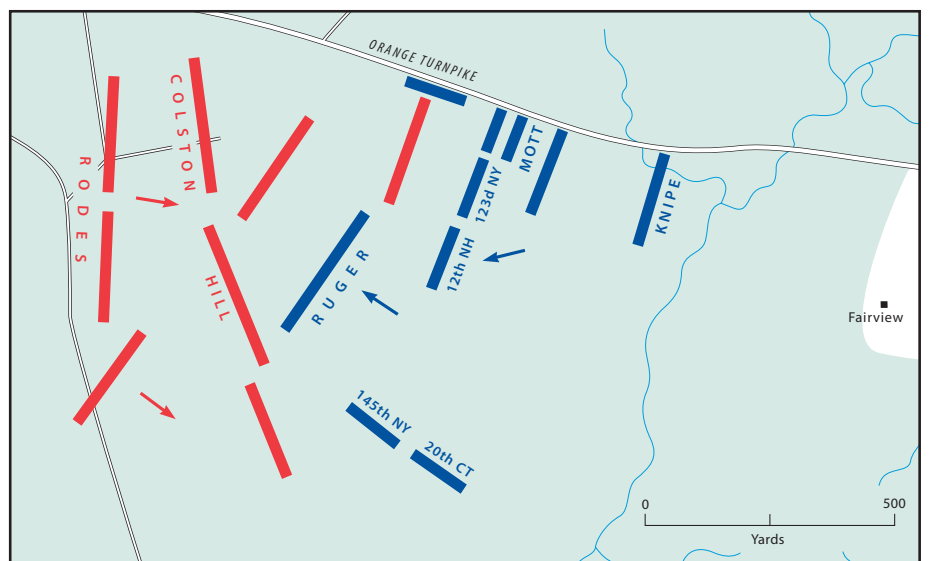 ORANGE TURNPIKE
COLSTON
RODES
HILL
RUGER
MOTT
123d NY
12th NH
KNIPE
Fairview
145th NY
20th CT
0 500
Yards